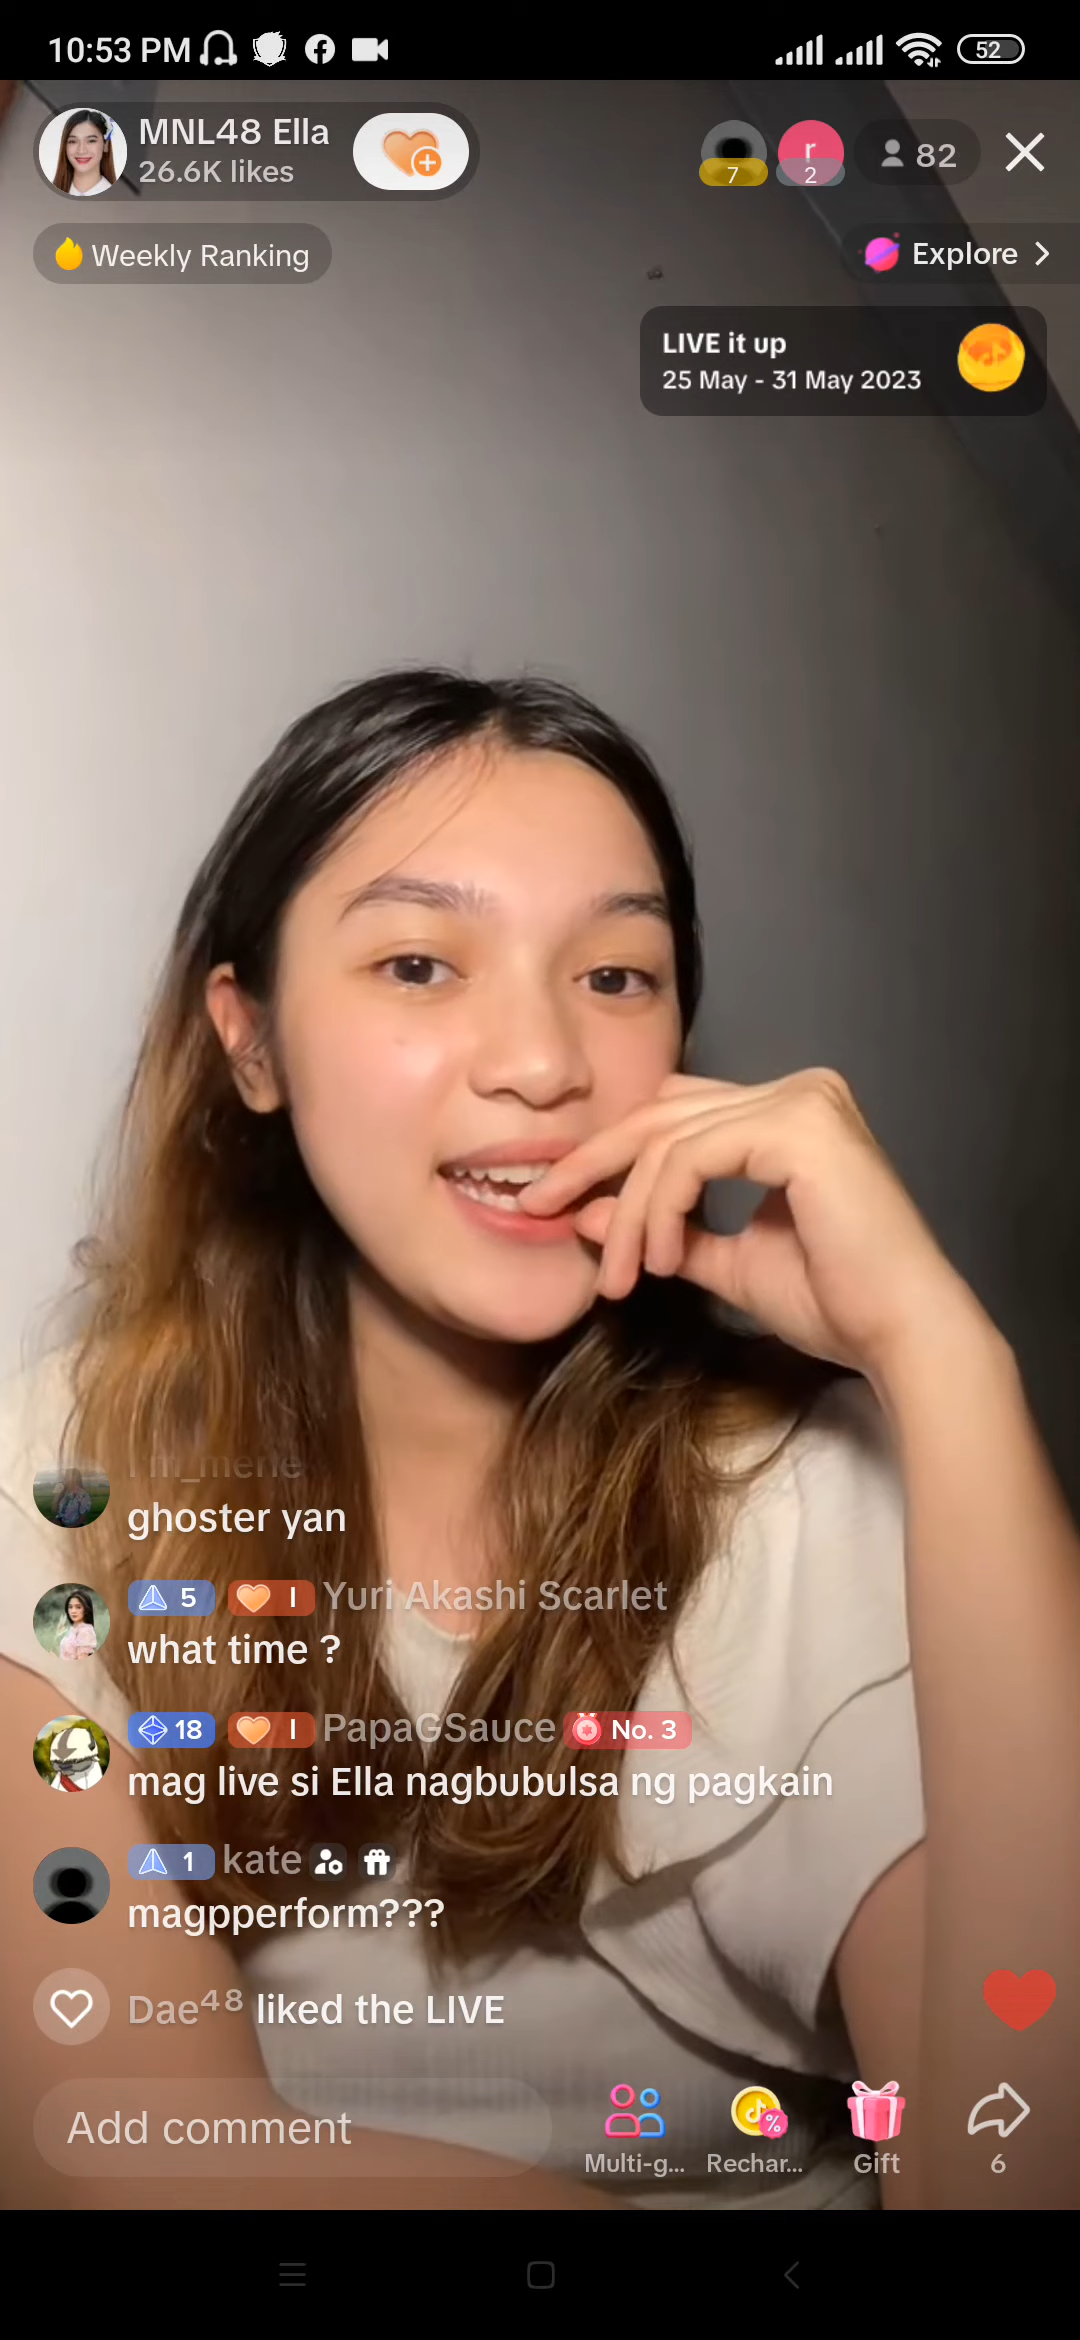 10:53 PM
52
MNL48 Ella
26.6K likes
7
r
2
82
Weekly Ranking
Explore
LIVE it up
25 May - 31 May 2023
ghoster yan
5 I Yuri Akashi Scarlet
what time ?
18 I PapaGSauce No. 3
mag live si Ella nagbubulsa ng pagkain
1 kate
magpperform???
Dae⁴⁸ liked the LIVE
Add comment
Multi-g...
Rechar...
Gift
6